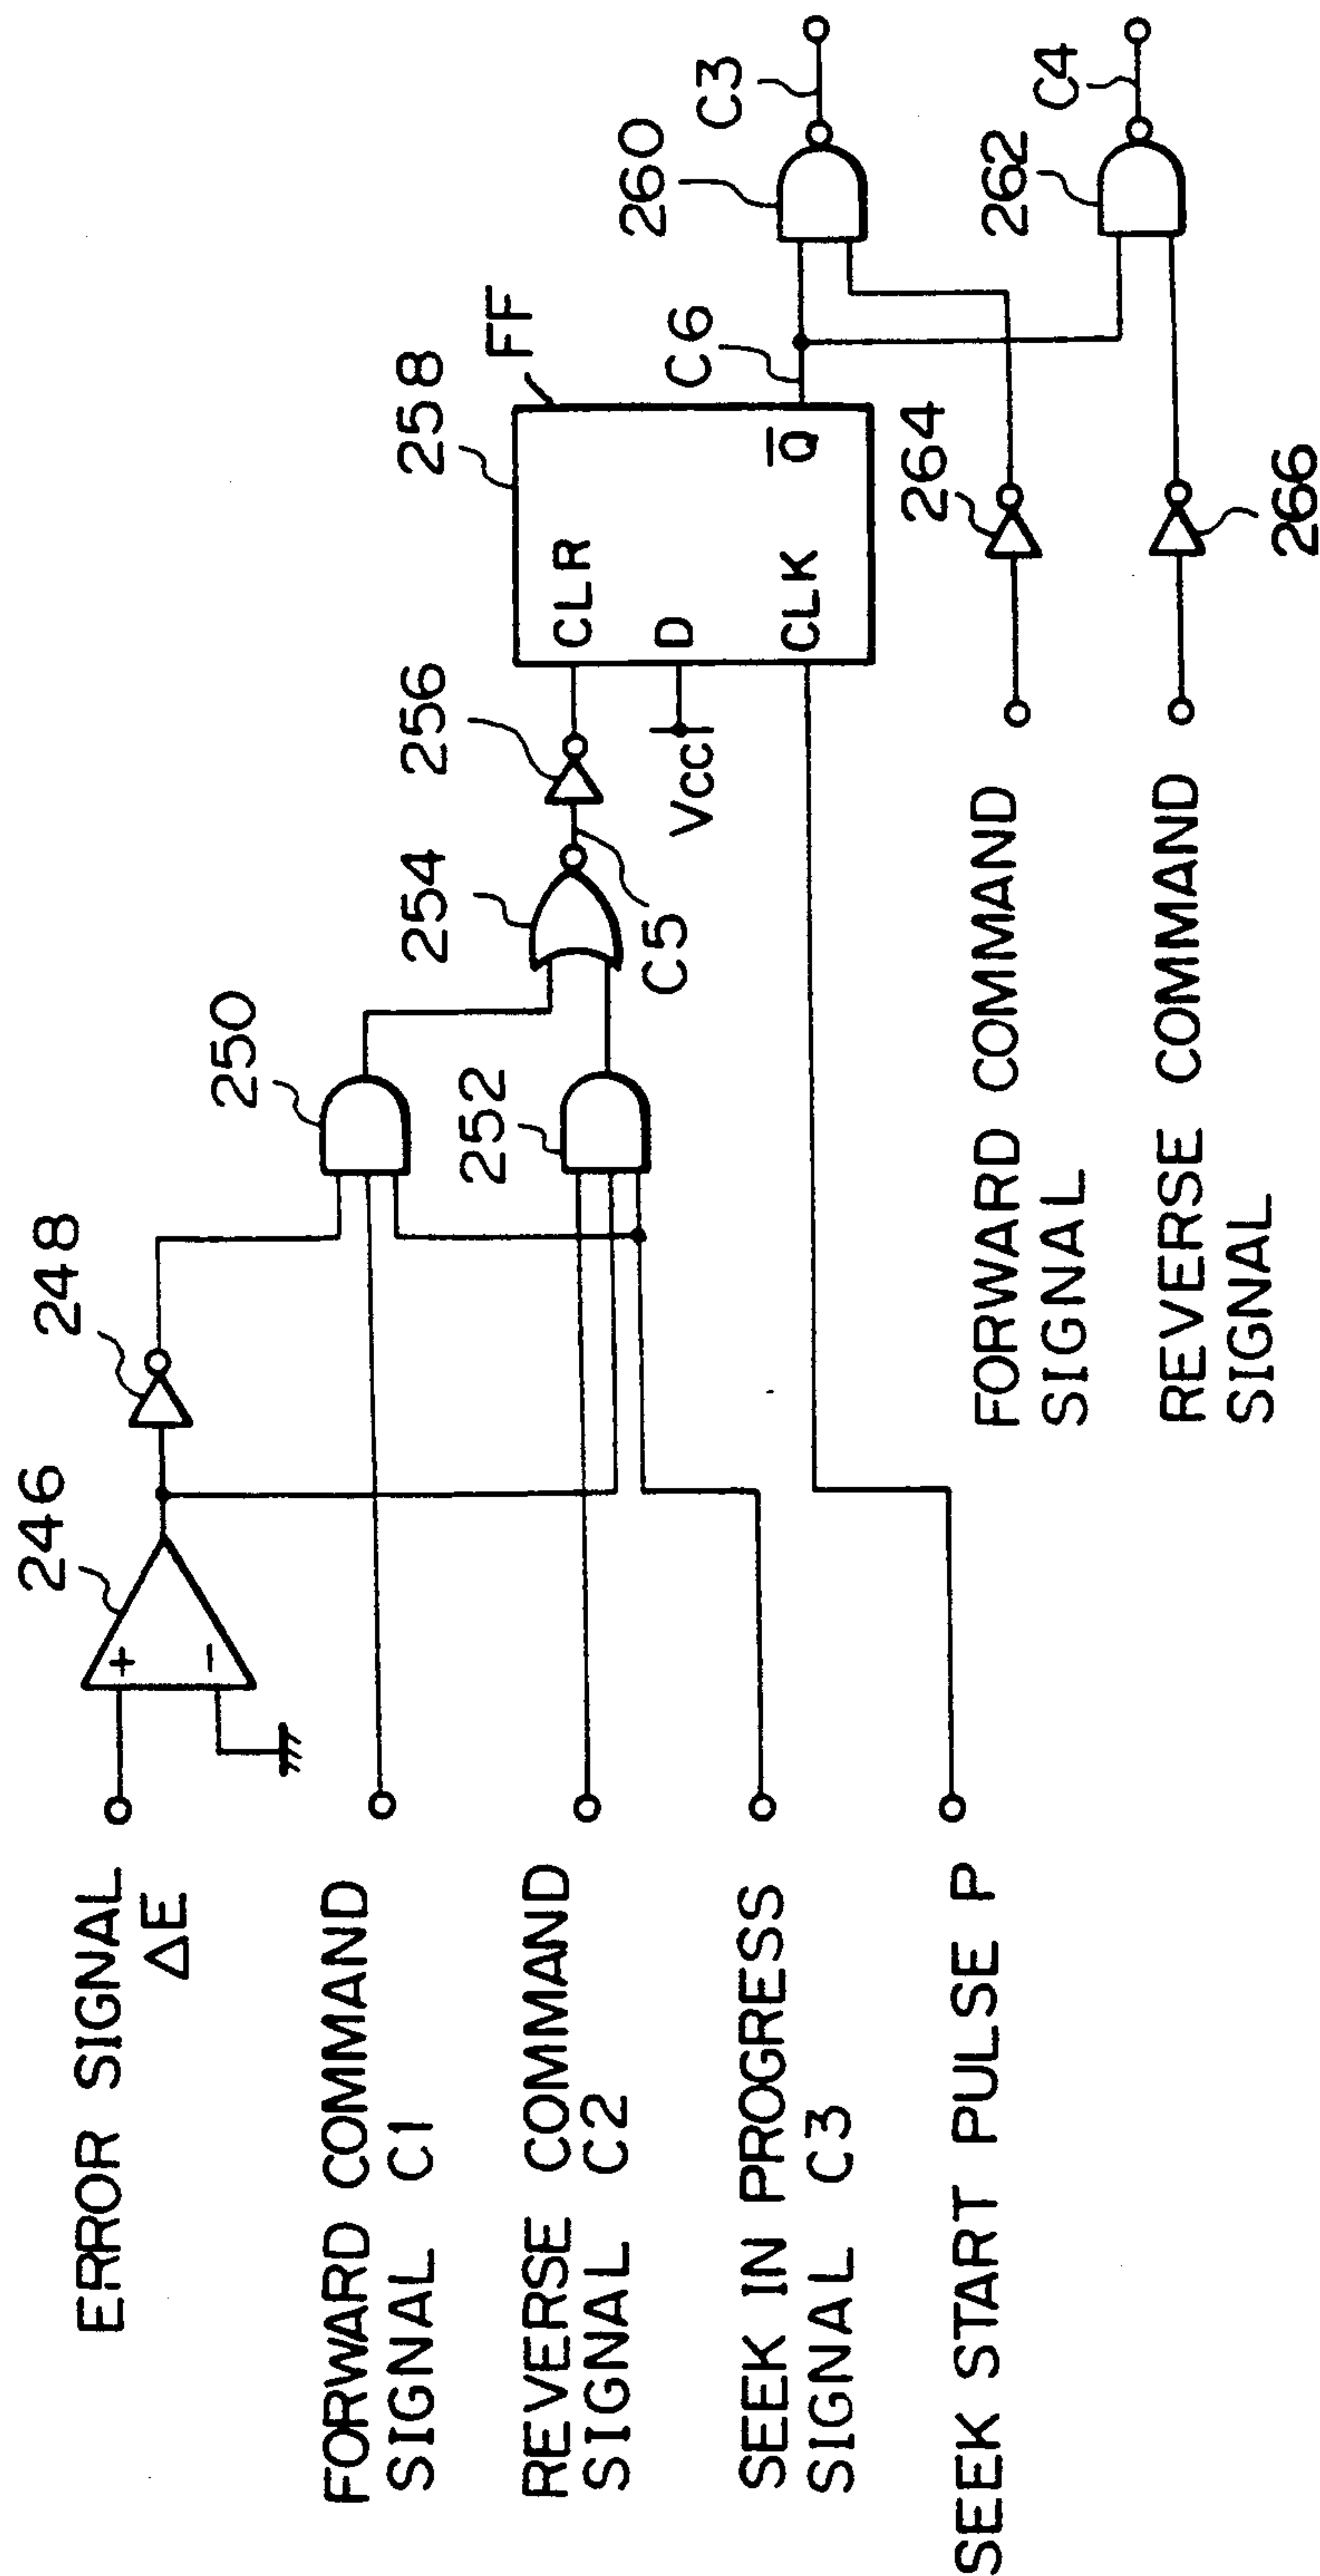 246
248
250
252
254
256
258
FF
C5
CLR
D
CLK
Q
Vcc
C6
260
C3
262
C4
264
266
+
−
ERROR SIGNAL
ΔE
FORWARD COMMAND
SIGNAL C1
REVERSE COMMAND
SIGNAL C2
SEEK IN PROGRESS
SIGNAL C3
SEEK START PULSE P
FORWARD COMMAND
SIGNAL
REVERSE COMMAND
SIGNAL